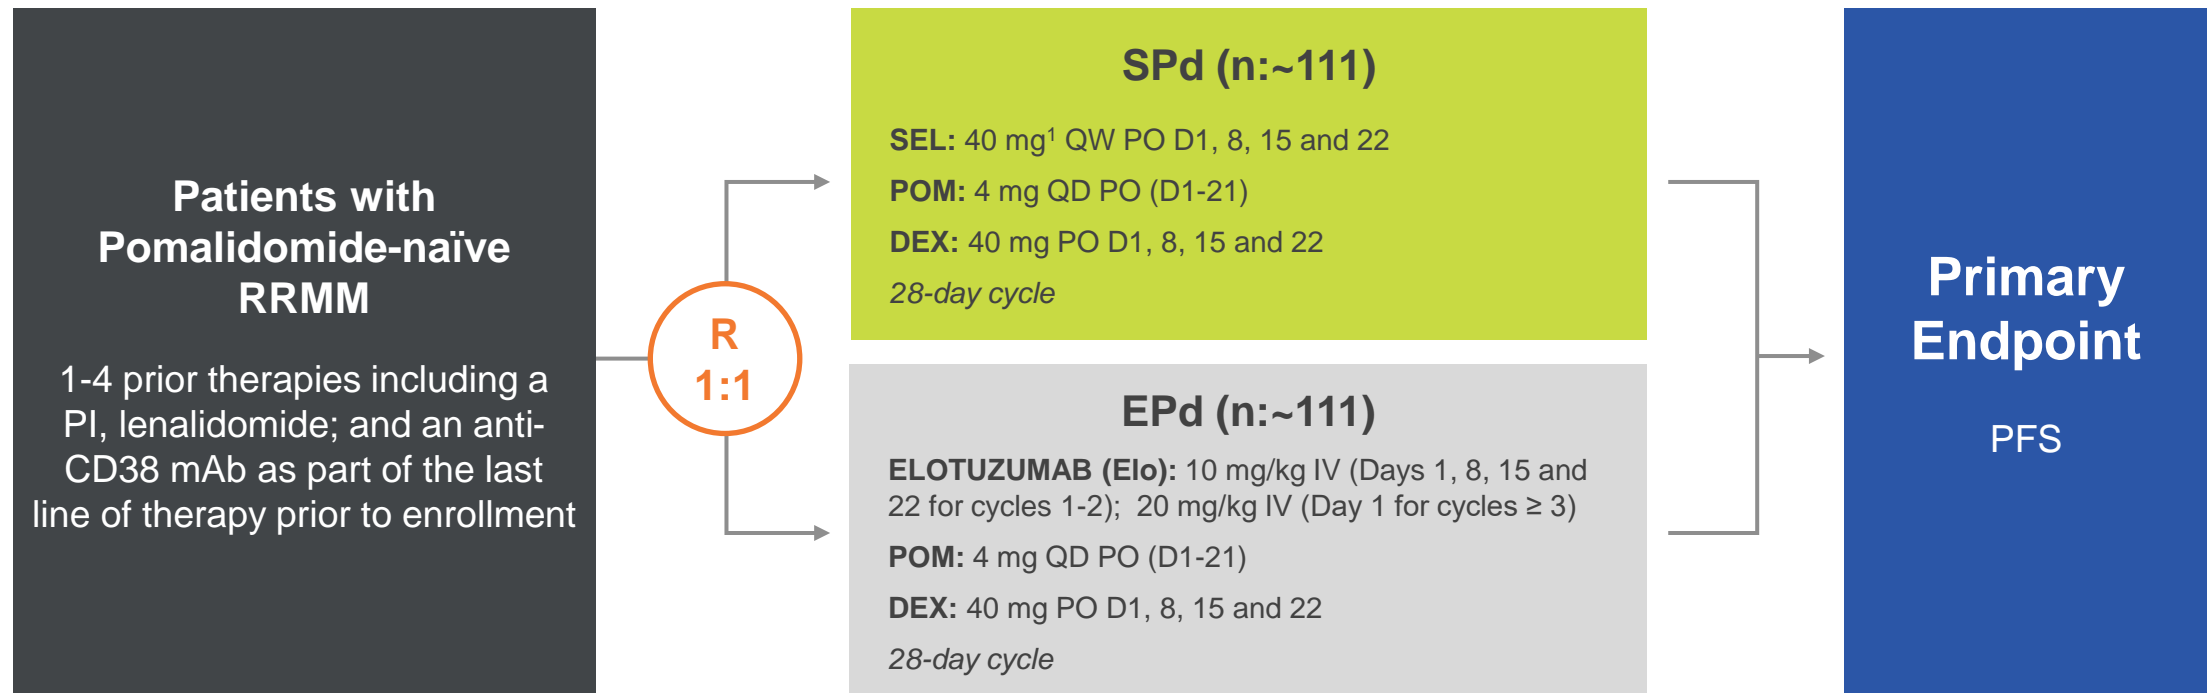 Patients with
Pomalidomide-naïve
RRMM
1-4 prior therapies including a
PI, lenalidomide; and an anti-
CD38 mAb as part of the last
line of therapy prior to enrollment
R
1:1
SPd (n:~111)
SEL: 40 mg¹ QW PO D1, 8, 15 and 22
POM: 4 mg QD PO (D1-21)
DEX: 40 mg PO D1, 8, 15 and 22
28-day cycle
EPd (n:~111)
ELOTUZUMAB (Elo): 10 mg/kg IV (Days 1, 8, 15 and
22 for cycles 1-2); 20 mg/kg IV (Day 1 for cycles ≥ 3)
POM: 4 mg QD PO (D1-21)
DEX: 40 mg PO D1, 8, 15 and 22
28-day cycle
Primary
Endpoint
PFS